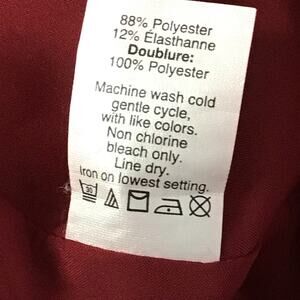 88% Polyester
12% Élasthanne
Doublure:
100% Polyester
Machine wash cold
gentle cycle,
with like colors.
Non chlorine
bleach only.
Line dry.
Iron on lowest setting.
30